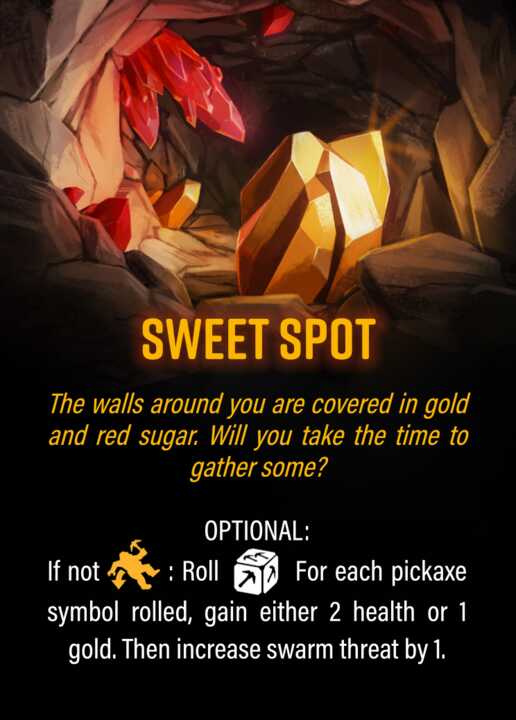 SWEET SPOT
The walls around you are covered in gold
and red sugar. Will you take the time to
gather some?
OPTIONAL:
If not : Roll For each pickaxe
symbol rolled, gain either 2 health or 1
gold. Then increase swarm threat by 1.